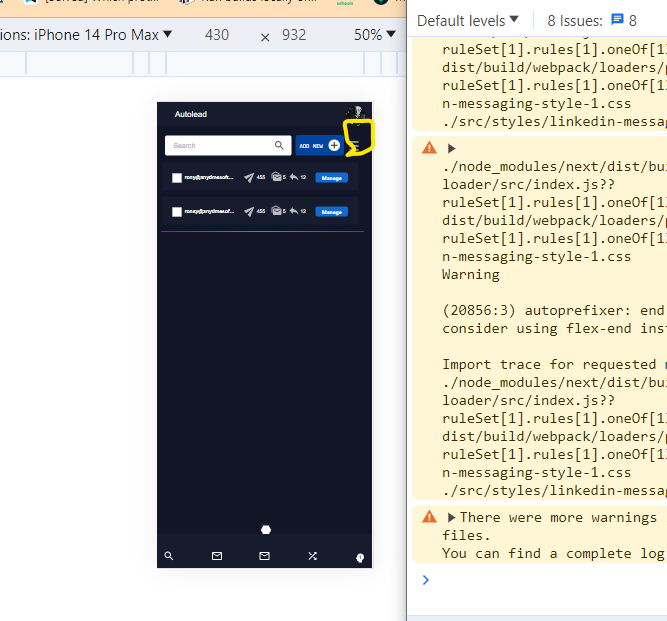 Default levels ▼
8 Issues:
8
ions: iPhone 14 Pro Max ▼
430
×
932
50% ▼
Autolead
Search
ADD NEW
455
5
12
Manage
455
5
12
Manage
ruleSet[1].rules[1].oneOf[1
dist/build/webpack/loaders/
ruleSet[1].rules[1].oneOf[1
n-messaging-style-1.css
./src/styles/linkedin-messag
./node_modules/next/dist/bu
loader/src/index.js??
ruleSet[1].rules[1].oneOf[1
dist/build/webpack/loaders/
ruleSet[1].rules[1].oneOf[1
n-messaging-style-1.css
Warning
(20856:3) autoprefixer: end
consider using flex-end ins
Import trace for requested
./node_modules/next/dist/bu
loader/src/index.js??
ruleSet[1].rules[1].oneOf[1
dist/build/webpack/loaders/
ruleSet[1].rules[1].oneOf[1
n-messaging-style-1.css
./src/styles/linkedin-messag
There were more warnings
files.
You can find a complete log